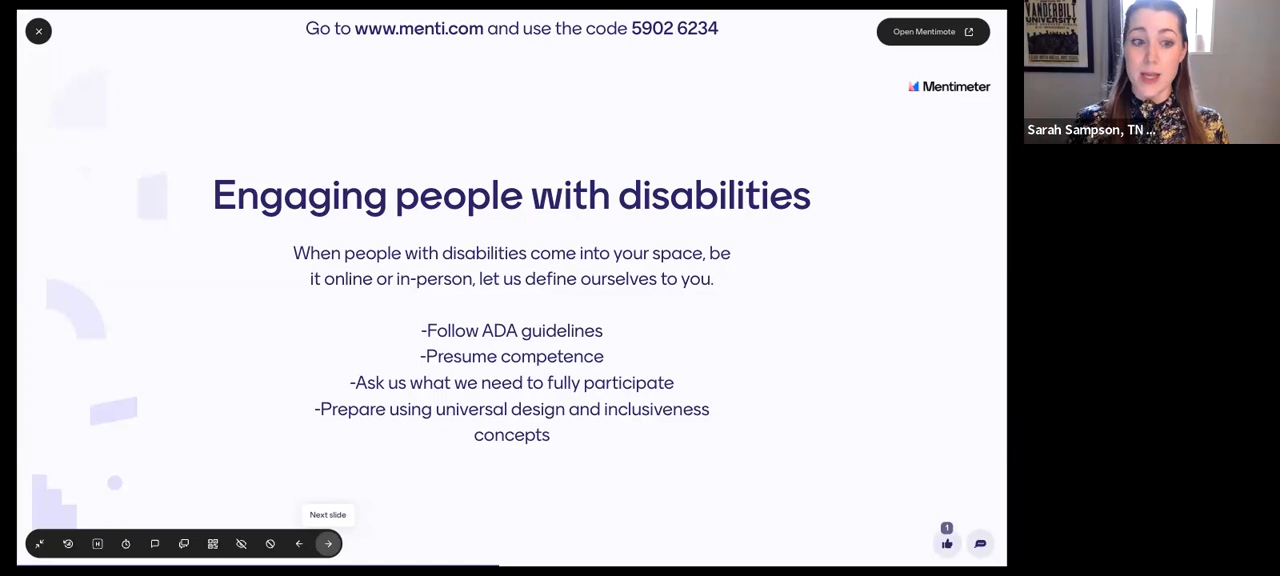 Go to www.menti.com and use the code 5902 6234
Open Mentimote
Mentimeter
Engaging people with disabilities
When people with disabilities come into your space, be
it online or in-person, let us define ourselves to you.
-Follow ADA guidelines
-Presume competence
-Ask us what we need to fully participate
-Prepare using universal design and inclusiveness
concepts
Next slide
1
VANDERBILT
UNIVERSITY
Sarah Sampson, TN ...